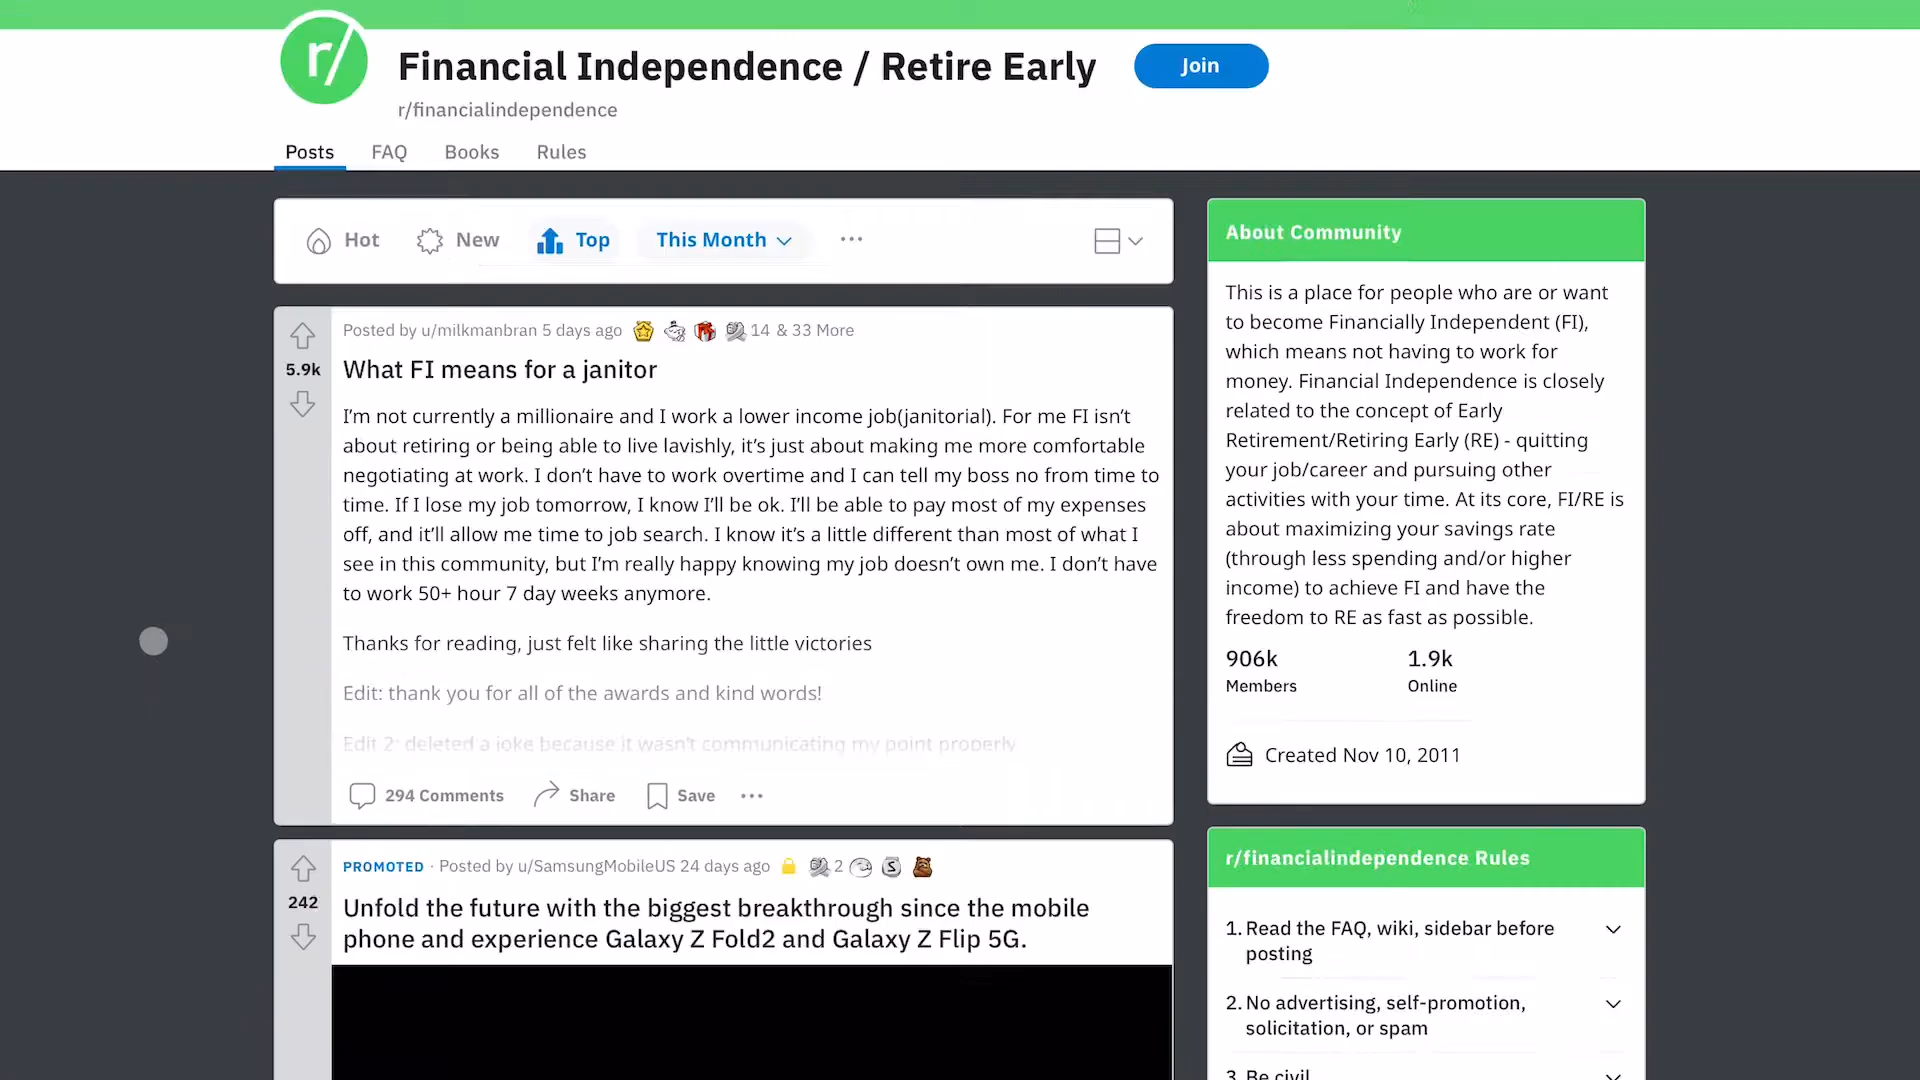 r/
Financial Independence / Retire Early
Join
r/financialindependence
Posts FAQ Books Rules
Hot New Top This Month
Posted by u/milkmanbran 5 days ago 14 & 33 More
5.9k
What FI means for a janitor
I’m not currently a millionaire and I work a lower income job(janitorial). For me FI isn’t
about retiring or being able to live lavishly, it’s just about making me more comfortable
negotiating at work. I don’t have to work overtime and I can tell my boss no from time to
time. If I lose my job tomorrow, I know I’ll be ok. I’ll be able to pay most of my expenses
off, and it’ll allow me time to job search. I know it’s a little different than most of what I
see in this community, but I’m really happy knowing my job doesn’t own me. I don’t have
to work 50+ hour 7 day weeks anymore.
Thanks for reading, just felt like sharing the little victories
Edit: thank you for all of the awards and kind words!
Edit 2: deleted a joke because it wasn’t communicating my point properly
294 Comments Share Save
PROMOTED · Posted by u/SamsungMobileUS 24 days ago 2 S
242
Unfold the future with the biggest breakthrough since the mobile
phone and experience Galaxy Z Fold2 and Galaxy Z Flip 5G.
About Community
This is a place for people who are or want
to become Financially Independent (FI),
which means not having to work for
money. Financial Independence is closely
related to the concept of Early
Retirement/Retiring Early (RE) - quitting
your job/career and pursuing other
activities with your time. At its core, FI/RE is
about maximizing your savings rate
(through less spending and/or higher
income) to achieve FI and have the
freedom to RE as fast as possible.
906k 1.9k
Members Online
Created Nov 10, 2011
r/financialindependence Rules
1. Read the FAQ, wiki, sidebar before
posting
2. No advertising, self-promotion,
solicitation, or spam
3. Be civil